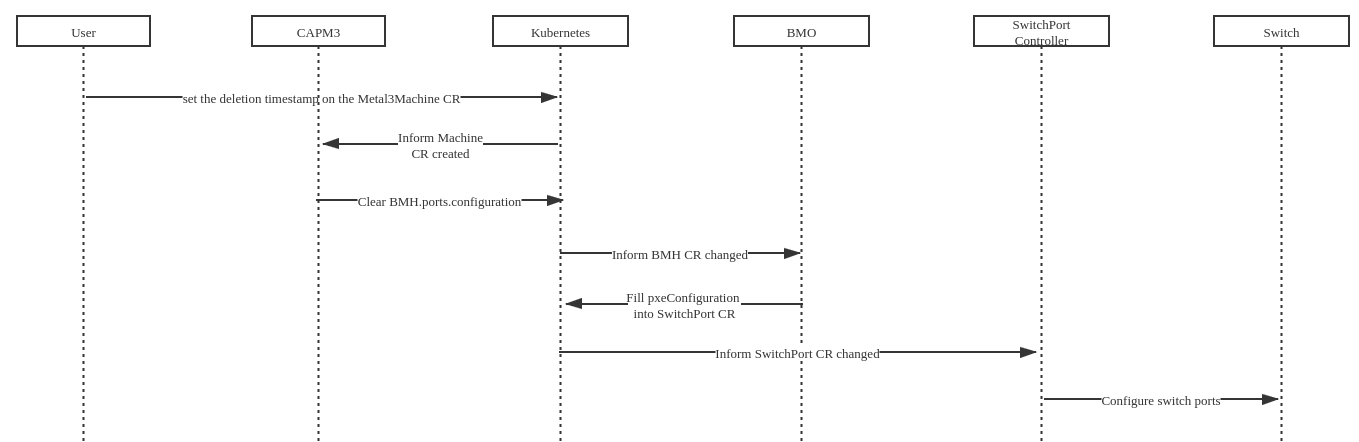 User
CAPM3
Kubernetes
BMO
SwitchPort
Controller
Switch
set the deletion timestamp on the Metal3Machine CR
Inform Machine
CR created
Clear BMH.ports.configuration
Inform BMH CR changed
Fill pxeConfiguration
into SwitchPort CR
Inform SwitchPort CR changed
Configure switch ports